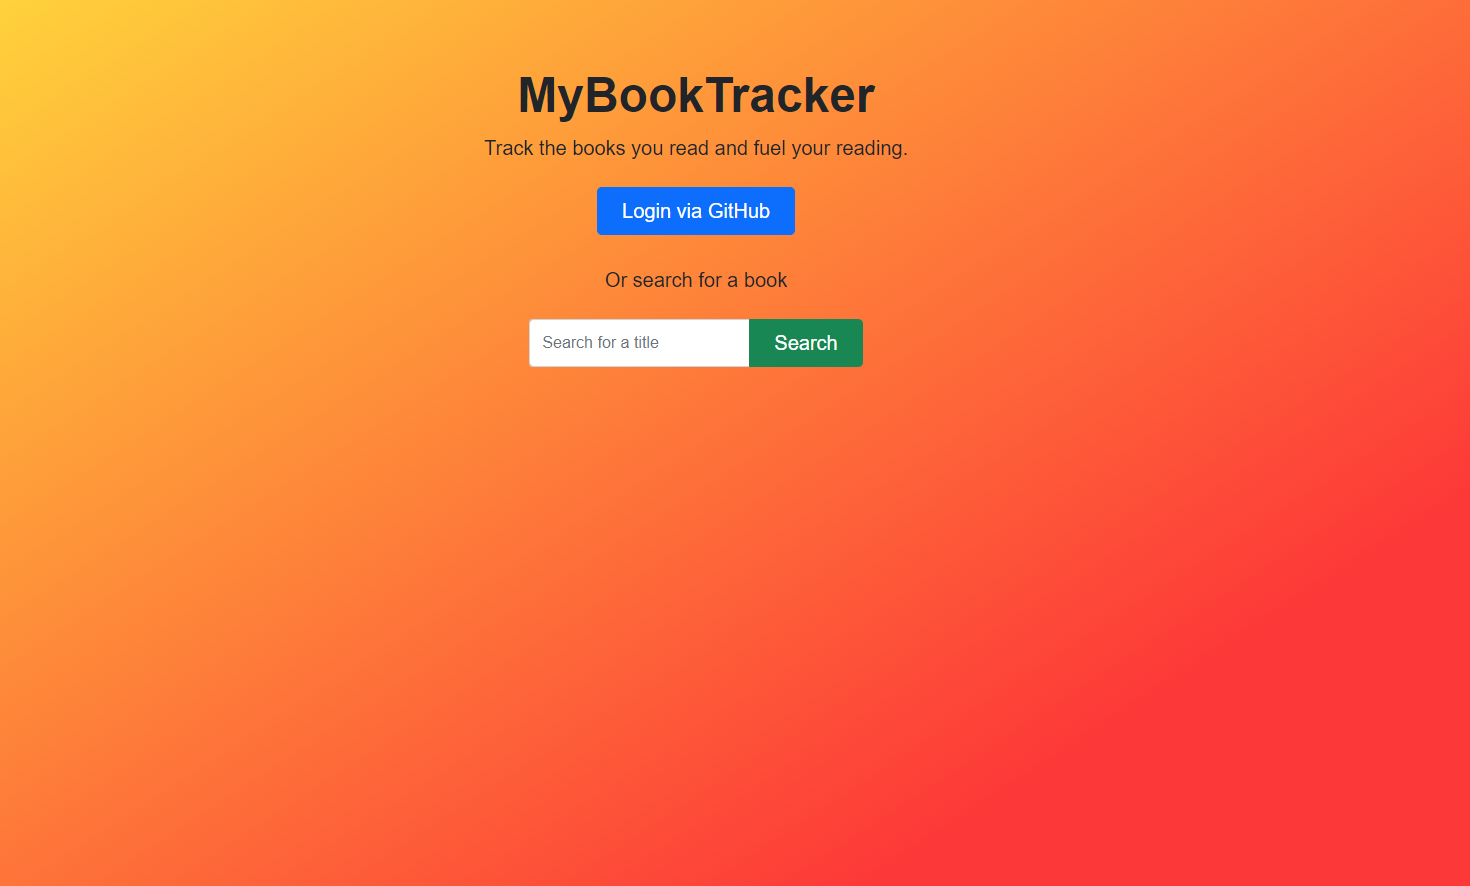 MyBookTracker
Track the books you read and fuel your reading.
Login via GitHub
Or search for a book
Search for a title
Search